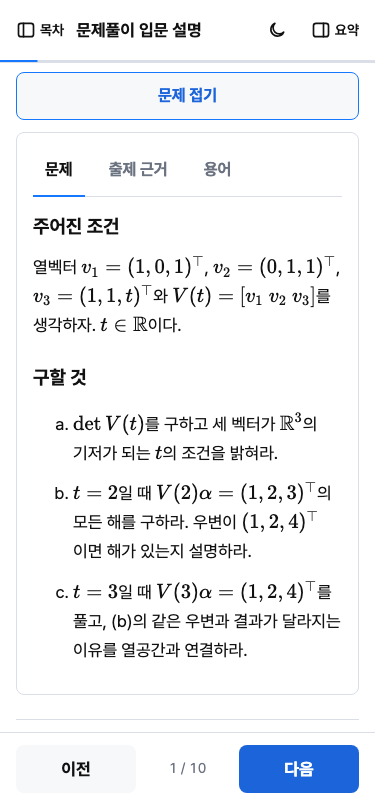 목차 문제풀이 입문 설명 요약
문제 접기
문제 출제 근거 용어
주어진 조건
열벡터 v₁ = (1, 0, 1)⊤, v₂ = (0, 1, 1)⊤,
v₃ = (1, 1, t)⊤와 V(t) = [v₁ v₂ v₃]를
생각하자. t ∈ ℝ이다.
구할 것
a. det V(t)를 구하고 세 벡터가 ℝ³의
기저가 되는 t의 조건을 밝혀라.
b. t = 2일 때 V(2)α = (1, 2, 3)⊤의
모든 해를 구하라. 우변이 (1, 2, 4)⊤
이면 해가 있는지 설명하라.
c. t = 3일 때 V(3)α = (1, 2, 4)⊤를
풀고, (b)의 같은 우변과 결과가 달라지는
이유를 열공간과 연결하라.
이전 1 / 10 다음